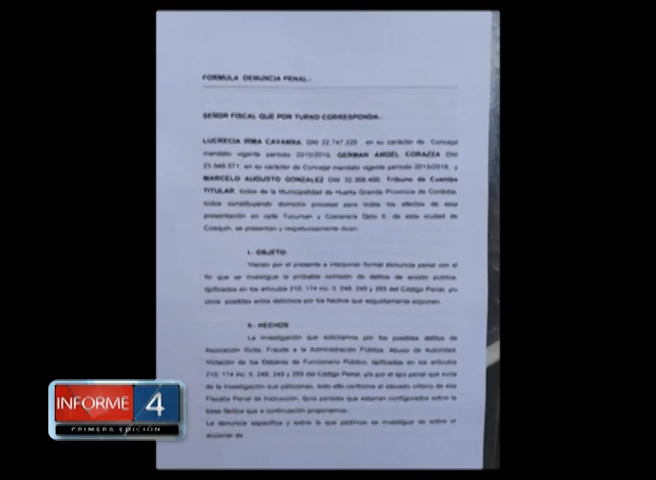 FORMULA DENUNCIA PENAL.-
SEÑOR FISCAL QUE POR TURNO CORRESPONDA.-
LUCRECIA IRMA CAVARRA, DNI 22.747.225, en su carácter de Concejal
mandato vigente período 2015/2019, GERMAN ANGEL CORAZZA DNI
en su carácter de Concejal mandato vigente período 2015/2019, y
MARCELO AUGUSTO GONZALEZ DNI 32.303.400, Tribuno de Cuentas
TITULAR, todos de la Municipalidad de Huerta Grande Provincia de Córdoba,
todos constituyendo domicilio procesal para todos los efectos de esta
presentación en calle Tucuman y Costanera Dpto 6, de esta ciudad de
Cosquín, se presentan y respetuosamente dicen:
I.- OBJETO:
Vienen por el presente a interponer formal denuncia penal con el
fin que se investigue la probable comisión de delitos de acción pública,
tipificados en los artículos 210, 174 inc. 5, 248, 249 y 265 del Código Penal, y/o
otros posibles actos delictivos por los hechos que seguidamente exponen.
II.- HECHOS:
La investigación que solicitamos por los posibles delitos de
Asociación Ilícita, Fraude a la Administración Pública, Abuso de Autoridad,
Violación de los Deberes de Funcionario Público, tipificados en los artículos
210, 174 inc. 5, 248, 249 y 265 del Código Penal, y/o por el tipo penal que surja
de la investigación que peticionan, todo ello conforme el elevado criterio de esa
Fiscalía Penal de Instrucción, tipos penales que estarían configurados sobre la
base fáctica que a continuación proponemos.
La denuncia específica y sobre la que pedimos se investigue es sobre el
accionar de
INFORME 4
PRIMERA EDICIÓN